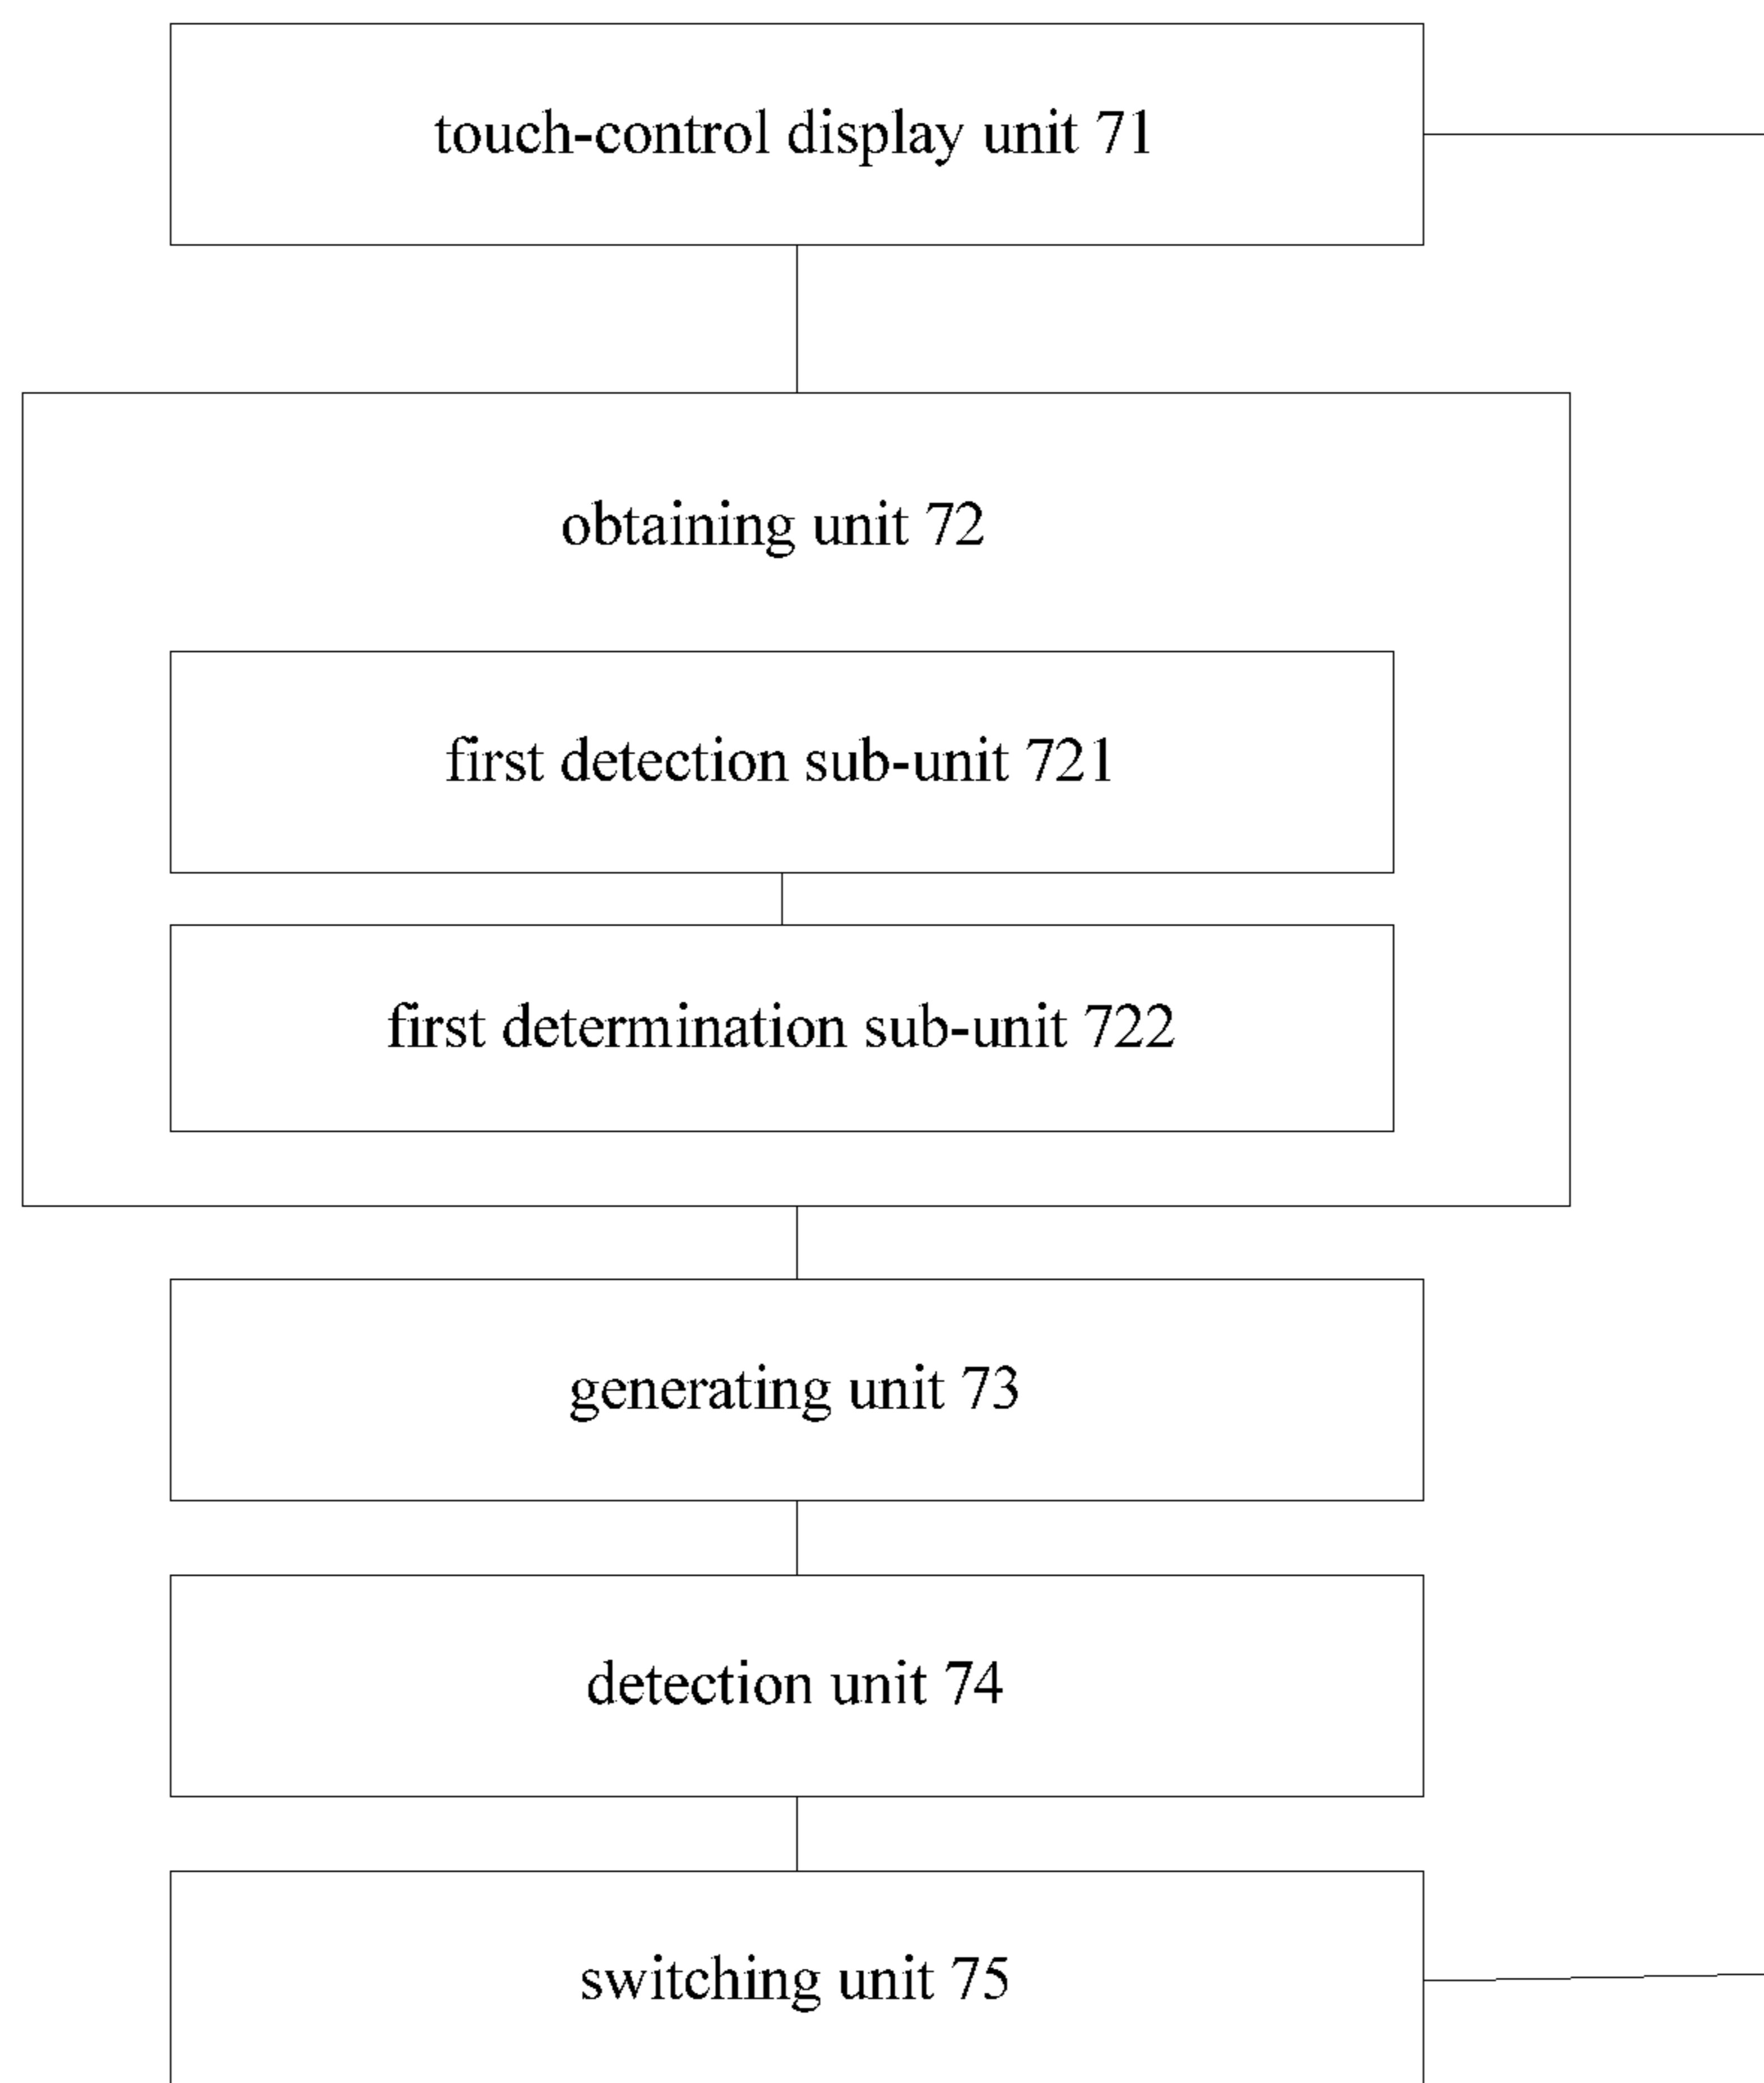 touch-control display unit 71
obtaining unit 72
first detection sub-unit 721
first determination sub-unit 722
generating unit 73
detection unit 74
switching unit 75